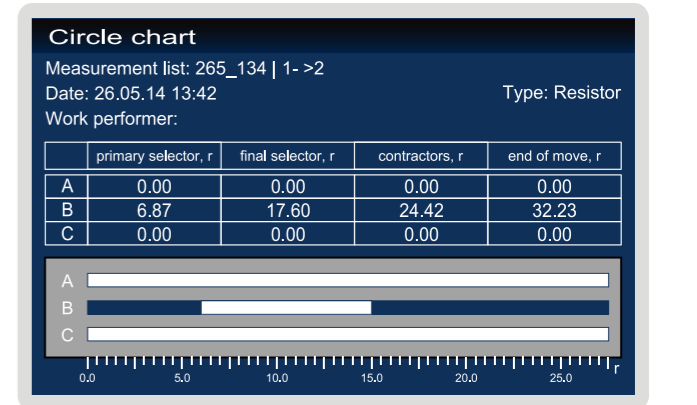 Circle chart
Measurement list: 265_134 | 1- >2
Date: 26.05.14 13:42 Type: Resistor
Work performer:
primary selector, r final selector, r contractors, r end of move, r
A 0.00 0.00 0.00 0.00
B 6.87 17.60 24.42 32.23
C 0.00 0.00 0.00 0.00
A
B
C
r
0.0 5.0 10.0 15.0 20.0 25.0